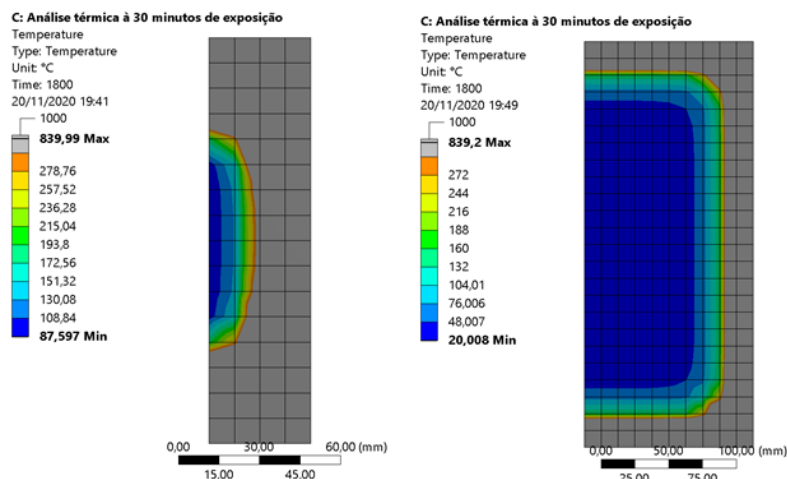 C: Análise térmica à 30 minutos de exposição
Temperature
Type: Temperature
Unit: °C
Time: 1800
20/11/2020 19:41
1000
839,99 Max
278,76
257,52
236,28
215,04
193,8
172,56
151,32
130,08
108,84
87,597 Min
0,00 30,00 60,00 (mm)
15,00 45,00
C: Análise térmica à 30 minutos de exposição
Temperature
Type: Temperature
Unit: °C
Time: 1800
20/11/2020 19:49
1000
839,2 Max
272
244
216
188
160
132
104,01
76,006
48,007
20,008 Min
0,00 50,00 100,00 (mm)
25,00 75,00